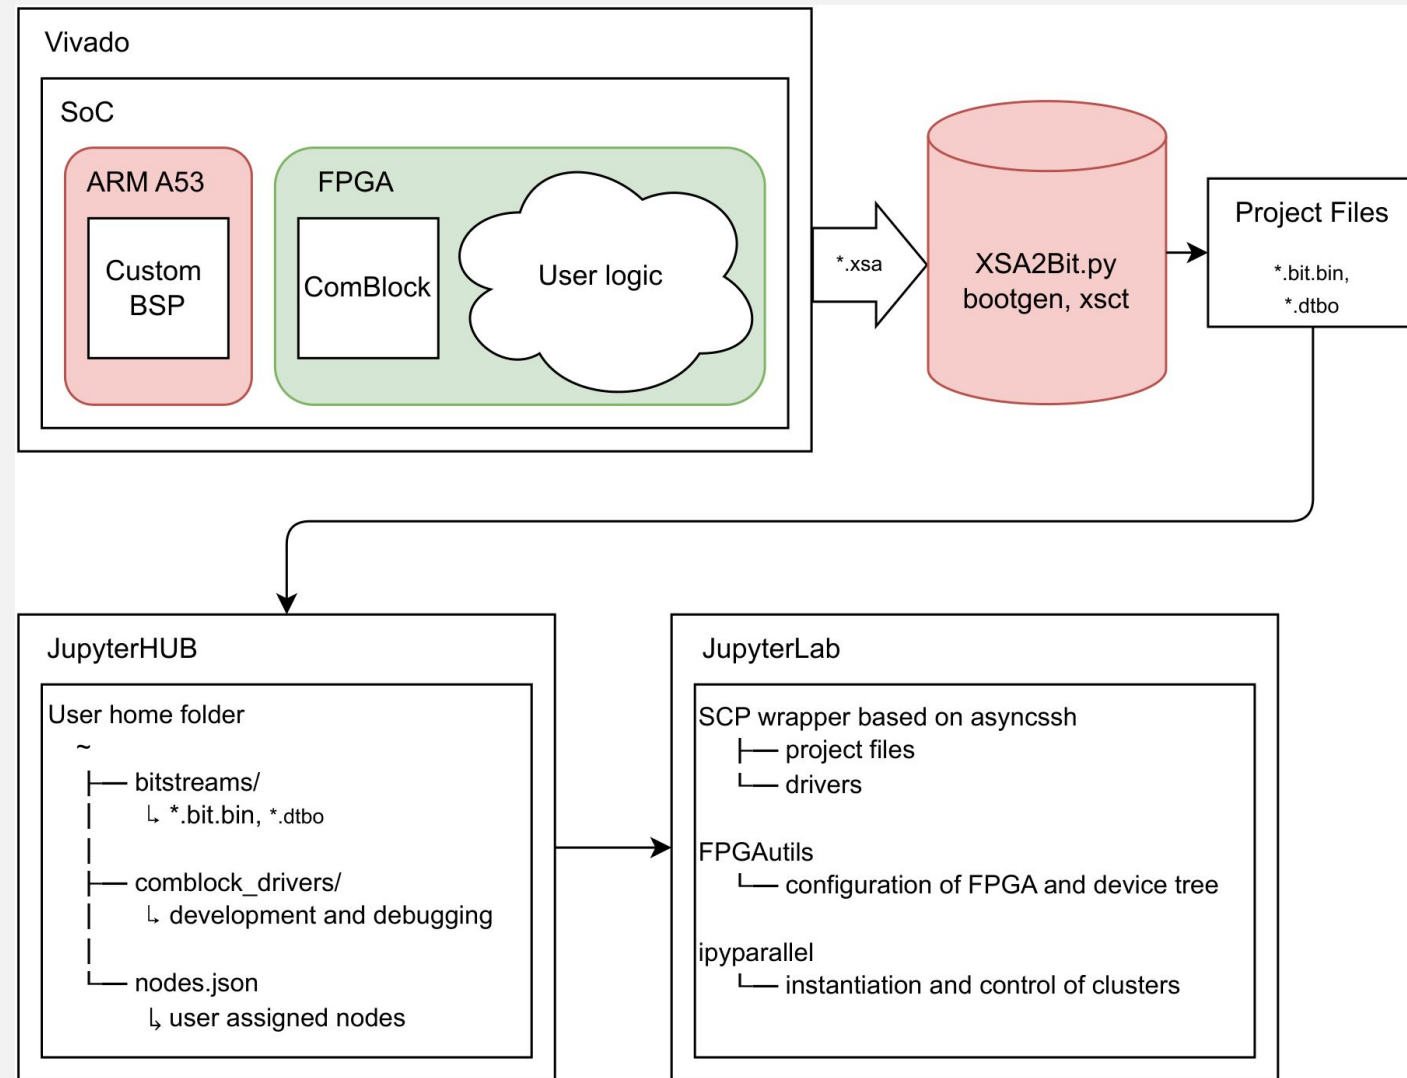 Vivado
SoC
ARM A53
Custom
BSP
FPGA
ComBlock
User logic
*.xsa
XSA2Bit.py
bootgen, xsct
Project Files
*.bit.bin,
*.dtbo
JupyterHUB
User home folder
~
├── bitstreams/
↳ *.bit.bin, *.dtbo
├── comblock_drivers/
↳ development and debugging
└── nodes.json
↳ user assigned nodes
JupyterLab
SCP wrapper based on asyncssh
├── project files
└── drivers
FPGAutils
└── configuration of FPGA and device tree
ipyparallel
└── instantiation and control of clusters